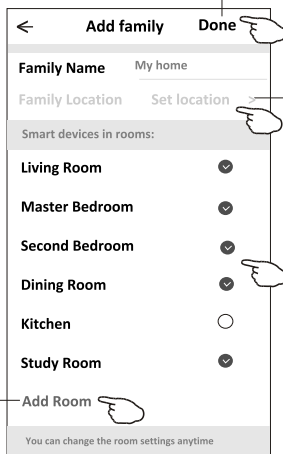 Add family Done
Family Name My home
Family Location Set location >
Smart devices in rooms:
Living Room
Master Bedroom
Second Bedroom
Dining Room
Kitchen
Study Room
Add Room
You can change the room settings anytime